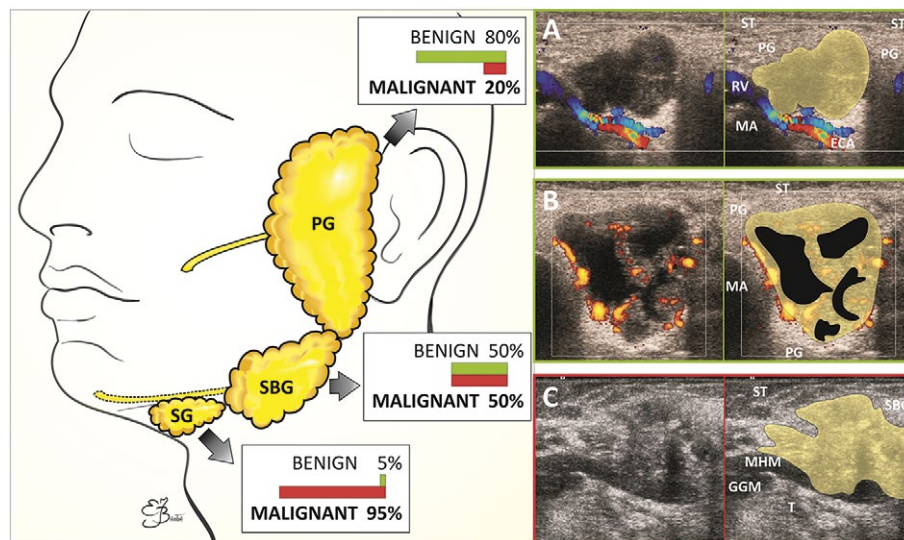 BENIGN 80%
MALIGNANT 20%
PG
BENIGN 50%
MALIGNANT 50%
SBG
SG
BENIGN 5%
MALIGNANT 95%
A
ST
ST
PG
PG
RV
MA
ECA
B
ST
PG
MA
PG
C
ST
SBG
MHM
GGM
T